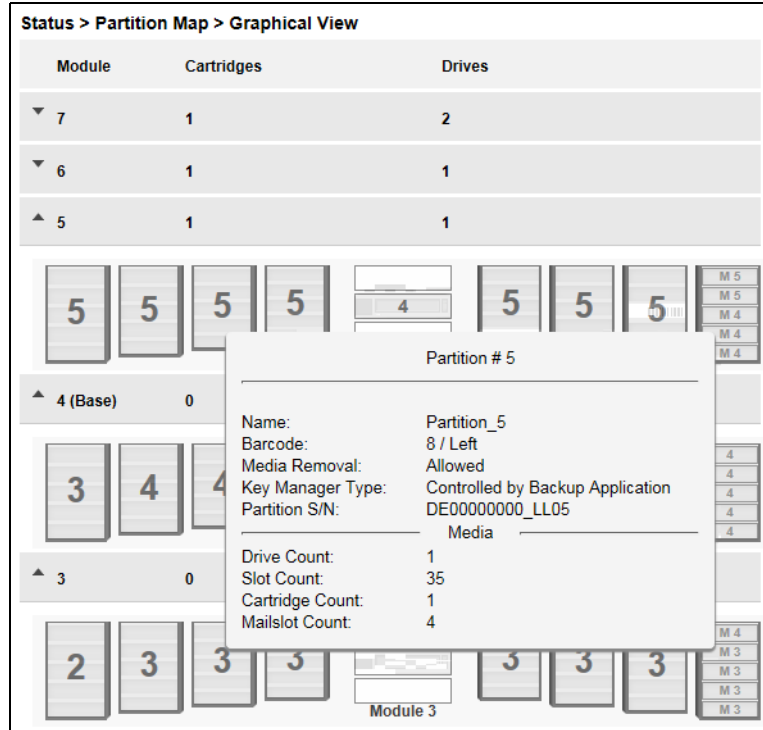 Status > Partition Map > Graphical View
Module Cartridges Drives
7 1 2
6 1 1
5 1 1
5 5 5 5 4 5 5 5
M 5
M 5
M 4
M 4
M 4
Partition # 5
4 (Base) 0
Name: Partition_5
Barcode: 8 / Left
Media Removal: Allowed
Key Manager Type: Controlled by Backup Application
Partition S/N: DE00000000_LL05
Media
Drive Count: 1
Slot Count: 35
Cartridge Count: 1
Mailslot Count: 4
3 4 4
4
4
4
4
4
3 0
2 3 3 3 3 3 3
M 4
M 3
M 3
M 3
M 3
Module 3